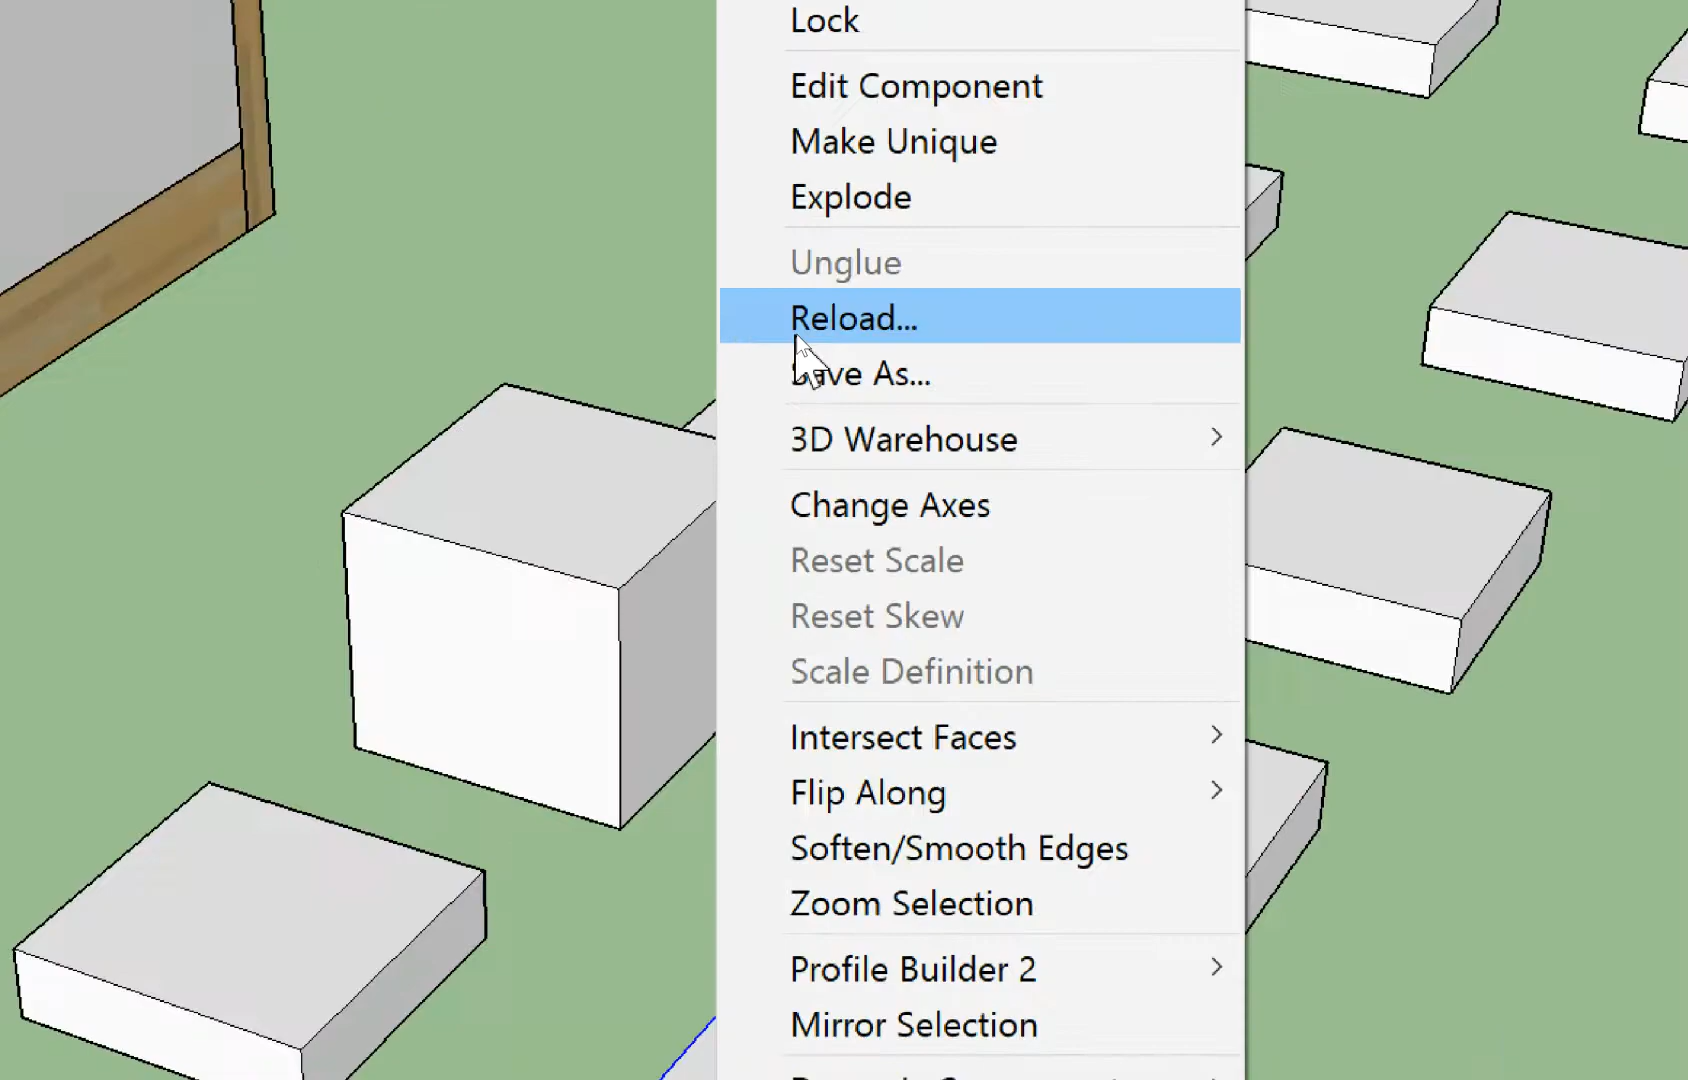 Lock
Edit Component
Make Unique
Explode
Unglue
Reload...
Save As...
3D Warehouse
Change Axes
Reset Scale
Reset Skew
Scale Definition
Intersect Faces
Flip Along
Soften/Smooth Edges
Zoom Selection
Profile Builder 2
Mirror Selection